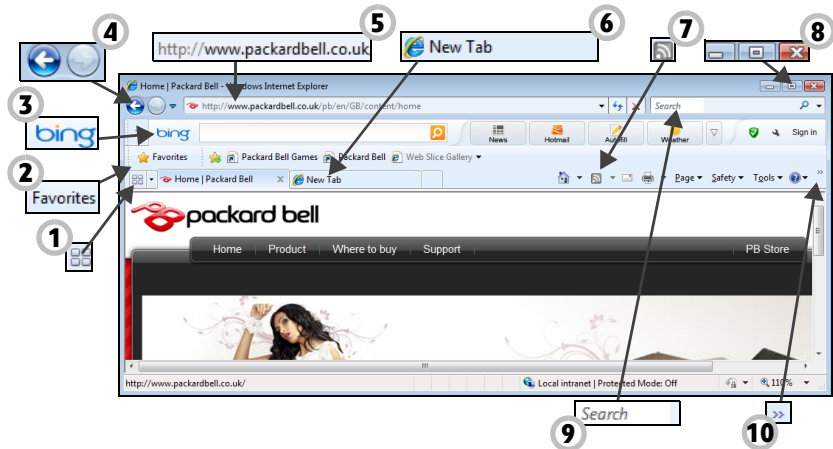 4
5
6
7
8
http://www.packardbell.co.uk
New Tab
Home | Packard Bell - Windows Internet Explorer
http://www.packardbell.co.uk/pb/en/GB/content/home
Search
3
bing
bing
News
Hotmail
Autofill
Weather
Sign in
Favorites
Packard Bell Games
Packard Bell
Web Slice Gallery
2
Favorites
Home | Packard Bell
X
New Tab
Page
Safety
Tools
»
1
packard bell
Home
Product
Where to buy
Support
PB Store
http://www.packardbell.co.uk/
Local intranet | Protected Mode: Off
110%
Search
9
»
10